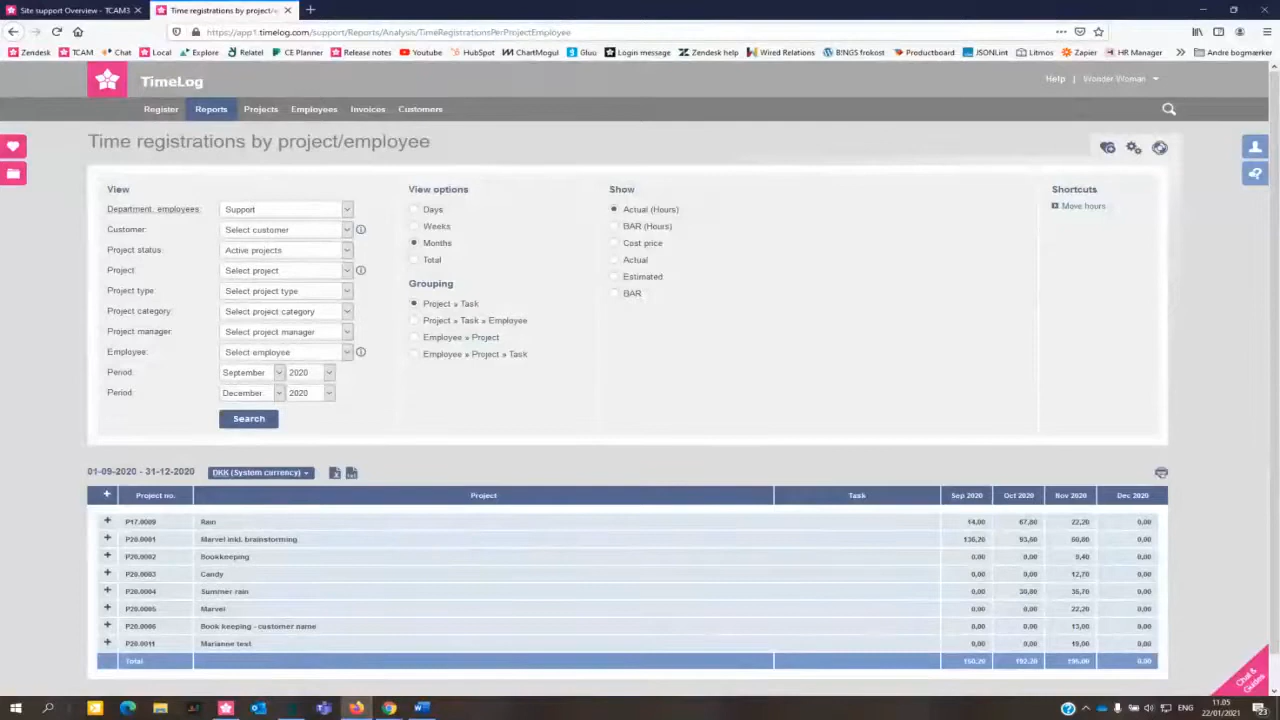 Site support Overview - TCAM3
Time registrations by project/e
https://app1.timelog.com/support/Reports/Analysis/TimeRegistrationsPerProjectEmployee
Zendesk TCAM Chat Local Explore Relatel CE Planner Release notes Youtube HubSpot ChartMogul Gluu Login message Zendesk help Wired Relations B!NGS frokost Productboard JSONLint Litmos Zapier HR Manager Andre bogmærker
TimeLog
Help | Wonder Woman
Register Reports Projects Employees Invoices Customers
Time registrations by project/employee
View View options Show Shortcuts
Department, employees: Support Days Actual (Hours) Move hours
Customer: Select customer Weeks BAR (Hours)
Project status: Active projects Months Cost price
Project: Select project Total Actual
Project type: Select project type Grouping Estimated
Project category: Select project category Project » Task BAR
Project manager: Select project manager Project » Task » Employee
Employee: Select employee Employee » Project
Period: September 2020 Employee » Project » Task
Period: December 2020
Search
01-09-2020 - 31-12-2020 DKK (System currency)
+ Project no. Project Task Sep 2020 Oct 2020 Nov 2020 Dec 2020
+ P17.0009 Rain 14,00 67,80 22,20 0,00
+ P20.0001 Marvel inkl. brainstorming 136,20 93,60 60,00 0,00
+ P20.0002 Bookkeeping 0,00 0,00 0,40 0,00
+ P20.0003 Candy 0,00 0,00 12,70 0,00
+ P20.0004 Summer rain 0,00 30,80 35,70 0,00
+ P20.0005 Marvel 0,00 0,00 22,20 0,00
+ P20.0006 Book keeping - customer name 0,00 0,00 13,00 0,00
+ P20.0011 Marianne test 0,00 0,00 19,00 0,00
Total 150,20 192,20 0,00
Chat & Guides
ENG
11.05
22/01/2021
23